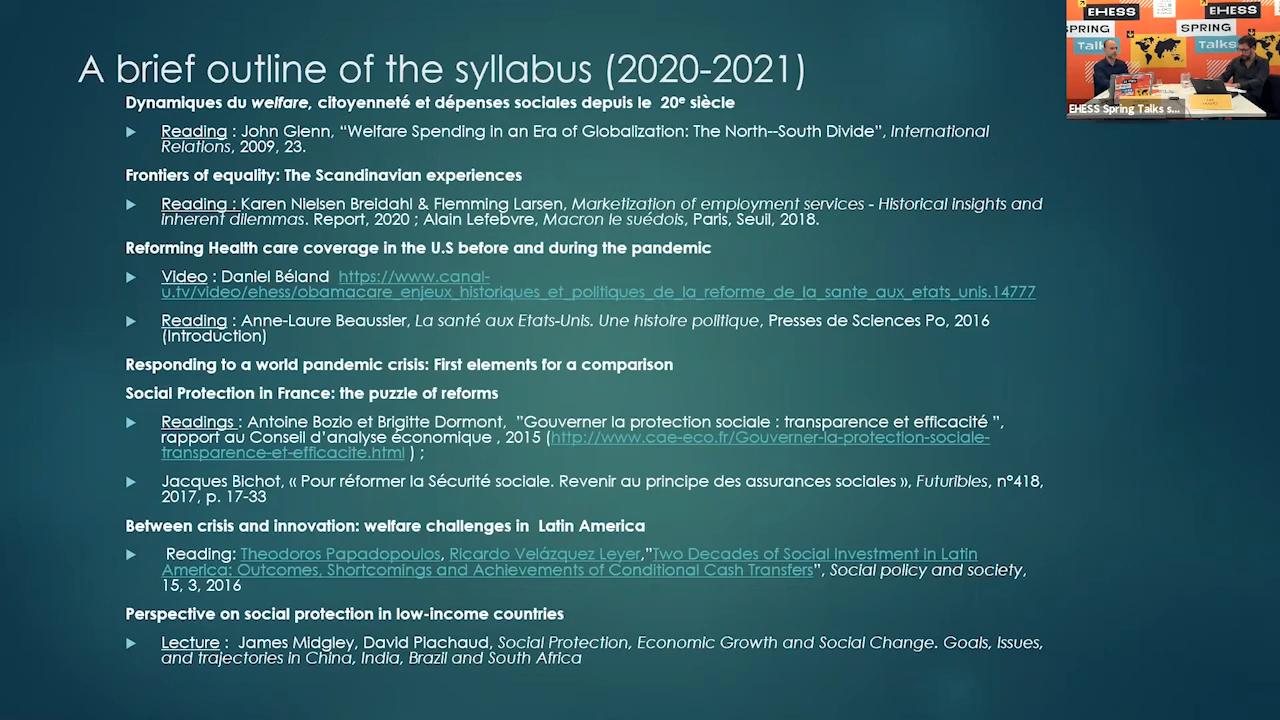 A brief outline of the syllabus (2020-2021)
Dynamiques du welfare, citoyenneté et dépenses sociales depuis le 20e siècle
Reading : John Glenn, “Welfare Spending in an Era of Globalization: The North--South Divide”, International
Relations, 2009, 23.
Frontiers of equality: The Scandinavian experiences
Reading : Karen Nielsen Breidahl & Flemming Larsen, Marketization of employment services - Historical insights and
inherent dilemmas. Report, 2020 ; Alain Lefebvre, Macron le suédois, Paris, Seuil, 2018.
Reforming Health care coverage in the U.S before and during the pandemic
Video : Daniel Béland https://www.canal-
u.tv/video/ehess/obamacare_enjeux_historiques_et_politiques_de_la_reforme_de_la_sante_aux_etats_unis.14777
Reading : Anne-Laure Beaussier, La santé aux Etats-Unis. Une histoire politique, Presses de Sciences Po, 2016
(Introduction)
Responding to a world pandemic crisis: First elements for a comparison
Social Protection in France: the puzzle of reforms
Readings : Antoine Bozio et Brigitte Dormont, ”Gouverner la protection sociale : transparence et efficacité ”,
rapport au Conseil d’analyse économique , 2015 (http://www.cae-eco.fr/Gouverner-la-protection-sociale-
transparence-et-efficacite.html ) ;
Jacques Bichot, « Pour réformer la Sécurité sociale. Revenir au principe des assurances sociales », Futuribles, n°418,
2017, p. 17-33
Between crisis and innovation: welfare challenges in Latin America
Reading: Theodoros Papadopoulos, Ricardo Velázquez Leyer,”Two Decades of Social Investment in Latin
America: Outcomes, Shortcomings and Achievements of Conditional Cash Transfers”, Social policy and society,
15, 3, 2016
Perspective on social protection in low-income countries
Lecture : James Midgley, David Piachaud, Social Protection, Economic Growth and Social Change. Goals, Issues,
and trajectories in China, India, Brazil and South Africa
EHESS
EHESS
SPRING
SPRING
Talks
Talks
EHESS Spring Talks s...